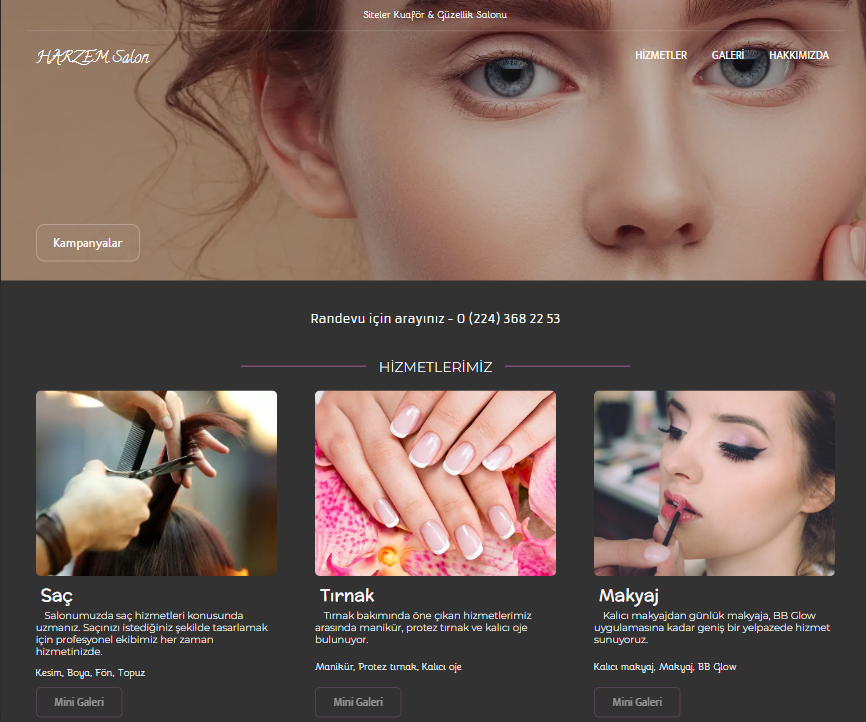 Siteler Kuaför & Güzellik Salonu
HARZEM Salon
HİZMETLER GALERİ HAKKIMIZDA
Kampanyalar
Randevu için arayınız - 0 (224) 368 22 53
HİZMETLERİMİZ
Saç
Salonumuzda saç hizmetleri konusunda
uzmanız. Saçınızı istediğiniz şekilde tasarlamak
için profesyonel ekibimiz her zaman
hizmetinizde.
Kesim, Boya, Fön, Topuz
Mini Galeri
Tırnak
Tırnak bakımında öne çıkan hizmetlerimiz
arasında manikür, protez tırnak ve kalıcı oje
bulunuyor.
Manikür, Protez tırnak, Kalıcı oje
Mini Galeri
Makyaj
Kalıcı makyajdan günlük makyaja, BB Glow
uygulamasına kadar geniş bir yelpazede hizmet
sunuyoruz.
Kalıcı makyaj, Makyaj, BB Glow
Mini Galeri